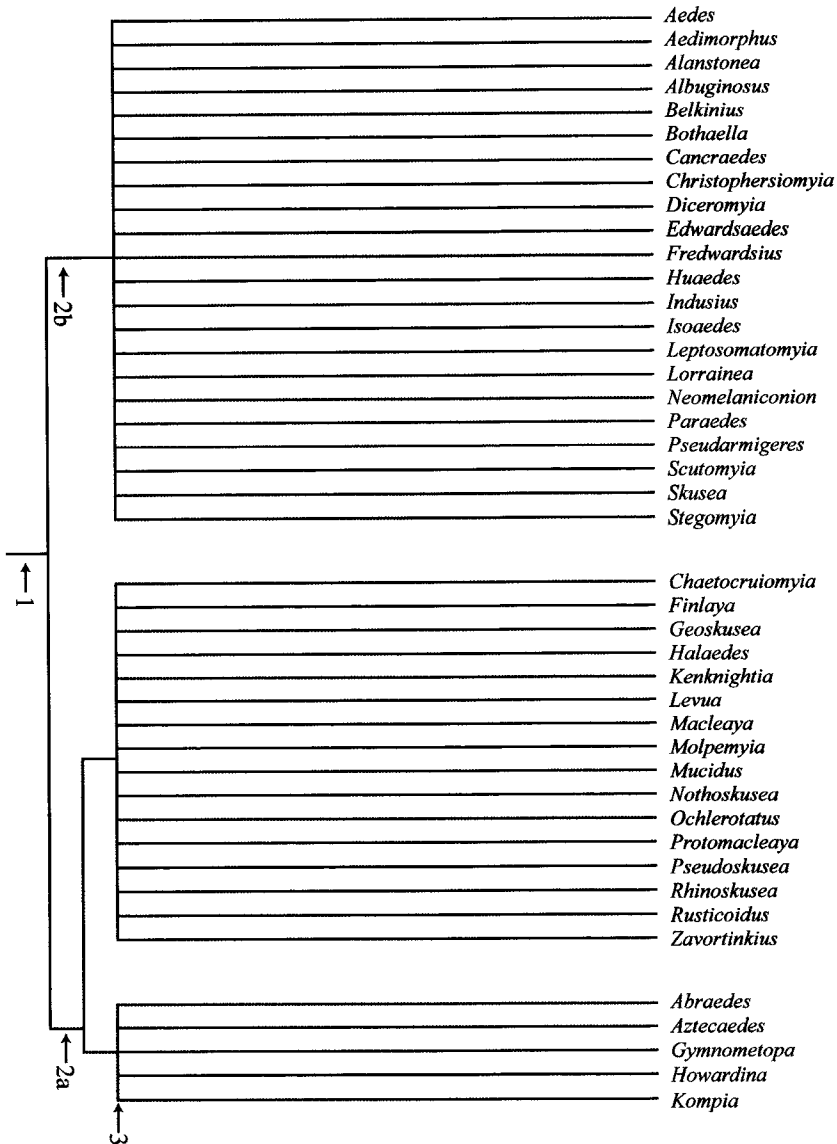 Aedes
Aedimorphus
Alanstonea
Albuginosus
Belkinius
Bothaella
Cancraedes
Christophersiomyia
Diceromyia
Edwardsaedes
Fredwardsius
Huaedes
Indusius
Isoaedes
Leptosomatomyia
Lorrainea
Neomelaniconion
Paraedes
Pseudarmigeres
Scutomyia
Skusea
Stegomyia
2b
1
Chaetocruiomyia
Finlaya
Geoskusea
Halaedes
Kenknightia
Levua
Macleaya
Molpemyia
Mucidus
Nothoskusea
Ochlerotatus
Protomacleaya
Pseudoskusea
Rhinoskusea
Rusticoidus
Zavortinkius
Abraedes
Aztecaedes
Gymnometopa
Howardina
Kompia
2a
3